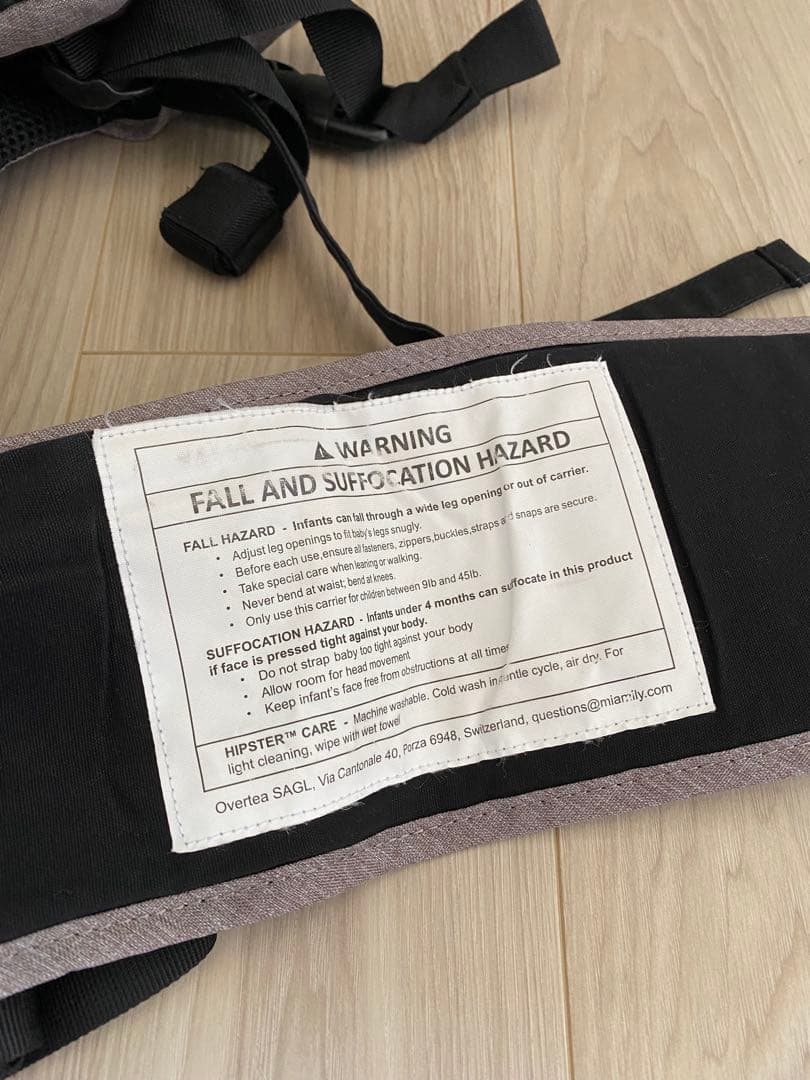 ⚠ WARNING
FALL AND SUFFOCATION HAZARD
FALL HAZARD - Infants can fall through a wide leg opening or out of carrier.
• Adjust leg openings to fit baby's legs snugly.
• Before each use, ensure all fasteners, zippers,buckles,straps and snaps are secure.
• Take special care when leaning or walking.
• Never bend at waist; bend at knees.
• Only use this carrier for children between 9lb and 45lb.
SUFFOCATION HAZARD - Infants under 4 months can suffocate in this product
if face is pressed tight against your body.
• Do not strap baby too tight against your body
• Allow room for head movement
• Keep infant's face free from obstructions at all times
HIPSTER™ CARE - Machine washable. Cold wash in gentle cycle, air dry. For
light cleaning, wipe with wet towel
Overtea SAGL, Via Cantonale 40, Porza 6948, Switzerland, questions@miamily.com